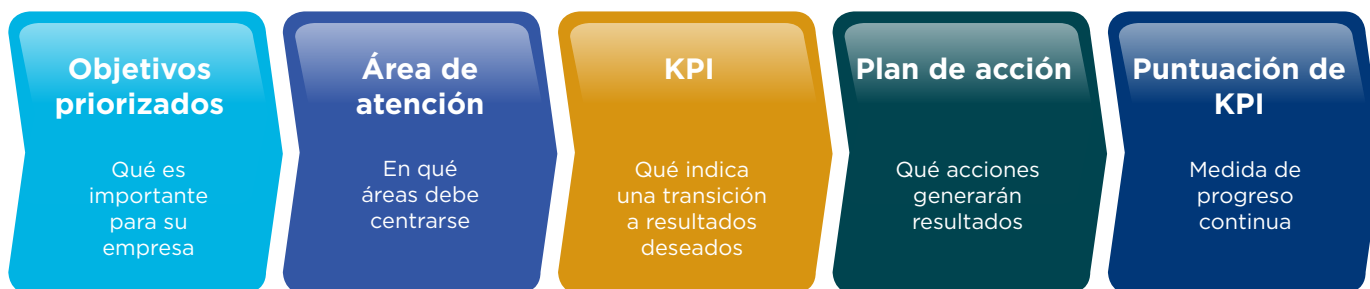 Objetivos
priorizados
Qué es
importante
para su
empresa
Área de
atención
En qué
áreas debe
centrarse
KPI
Qué indica
una transición
a resultados
deseados
Plan de acción
Qué acciones
generarán
resultados
Puntuación de
KPI
Medida de
progreso
continua